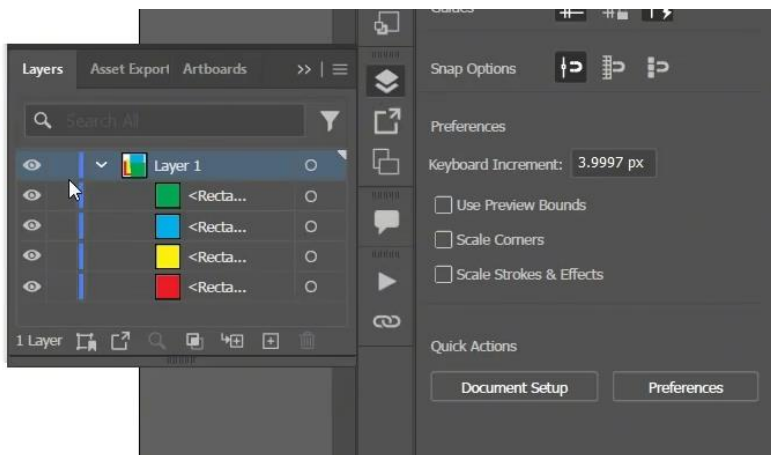 Guides
Layers Asset Export Artboards
Search All
Layer 1
<Recta...
<Recta...
<Recta...
<Recta...
1 Layer
Snap Options
Preferences
Keyboard Increment: 3.9997 px
Use Preview Bounds
Scale Corners
Scale Strokes & Effects
Quick Actions
Document Setup Preferences